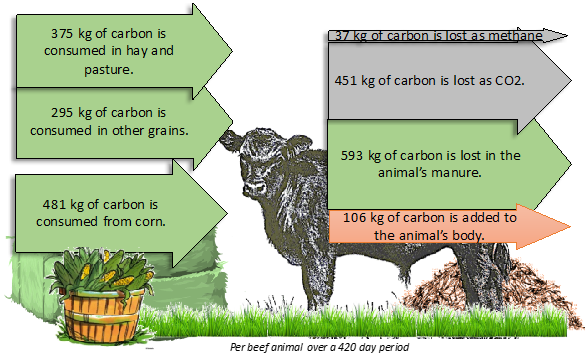 375 kg of carbon is
consumed in hay and
pasture.
295 kg of carbon is
consumed in other grains.
481 kg of carbon is
consumed from corn.
37 kg of carbon is lost as methane
451 kg of carbon is lost as CO2.
593 kg of carbon is lost in the
animal's manure.
106 kg of carbon is added to
the animal's body.
Per beef animal over a 420 day period